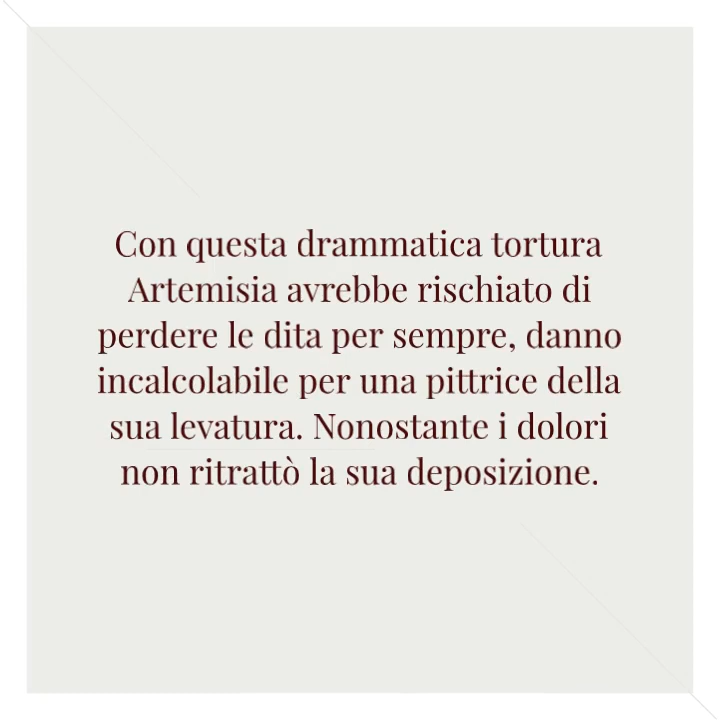 Con questa drammatica tortura
Artemisia avrebbe rischiato di
perdere le dita per sempre, danno
incalcolabile per una pittrice della
sua levatura. Nonostante i dolori
non ritrattò la sua deposizione.